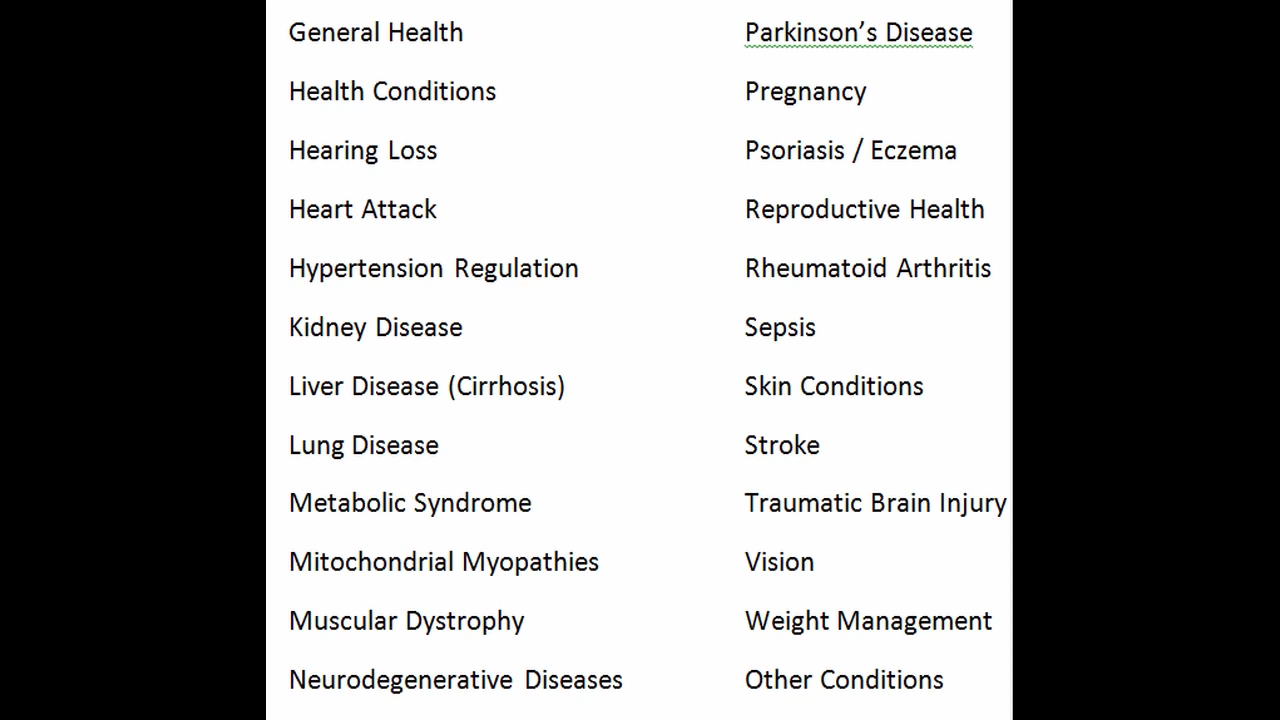 General Health
Health Conditions
Hearing Loss
Heart Attack
Hypertension Regulation
Kidney Disease
Liver Disease (Cirrhosis)
Lung Disease
Metabolic Syndrome
Mitochondrial Myopathies
Muscular Dystrophy
Neurodegenerative Diseases
Parkinson’s Disease
Pregnancy
Psoriasis / Eczema
Reproductive Health
Rheumatoid Arthritis
Sepsis
Skin Conditions
Stroke
Traumatic Brain Injury
Vision
Weight Management
Other Conditions